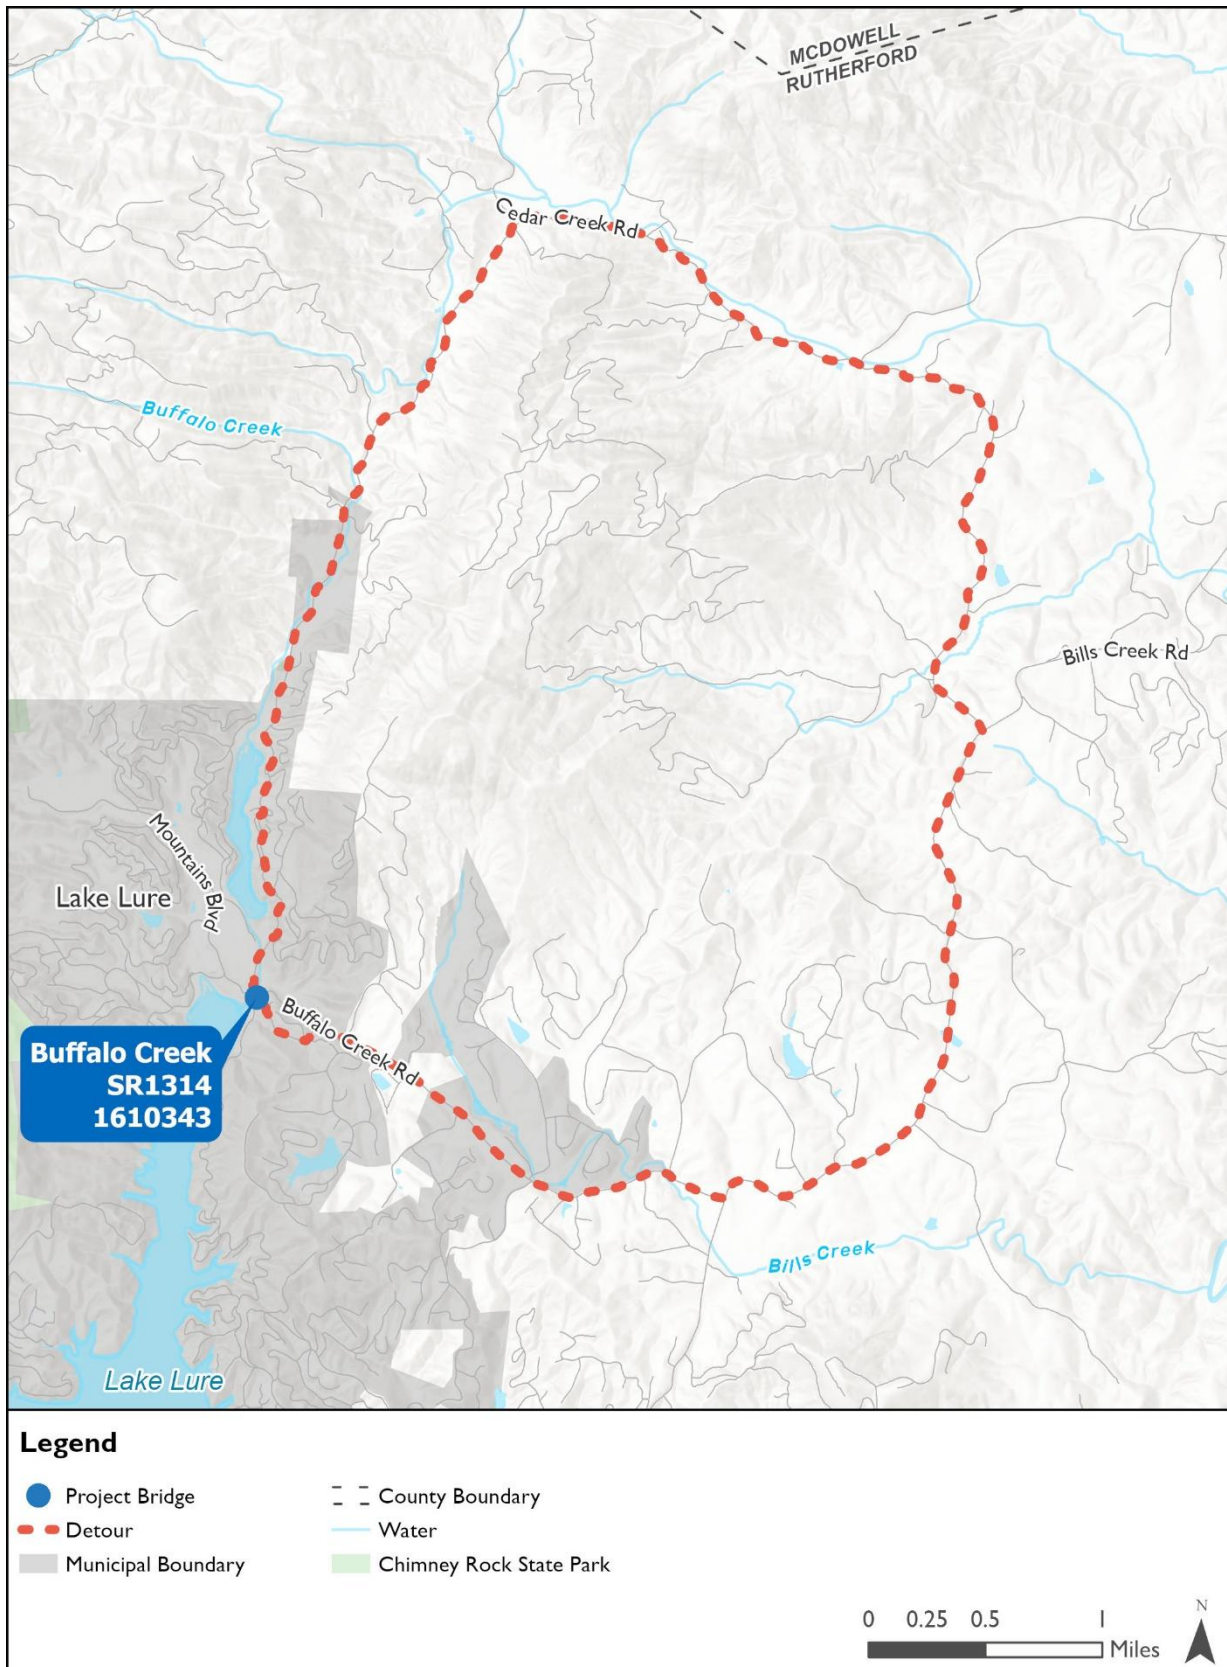 MCDOWELL
RUTHERFORD
Cedar Creek Rd
Buffalo Creek
Bills Creek Rd
Mountains Blvd
Lake Lure
Buffalo Creek Rd
Buffalo Creek
SR1314
1610343
Bills Creek
Lake Lure
Legend
Project Bridge
County Boundary
Detour
Water
Municipal Boundary
Chimney Rock State Park
0 0.25 0.5 1
Miles
N